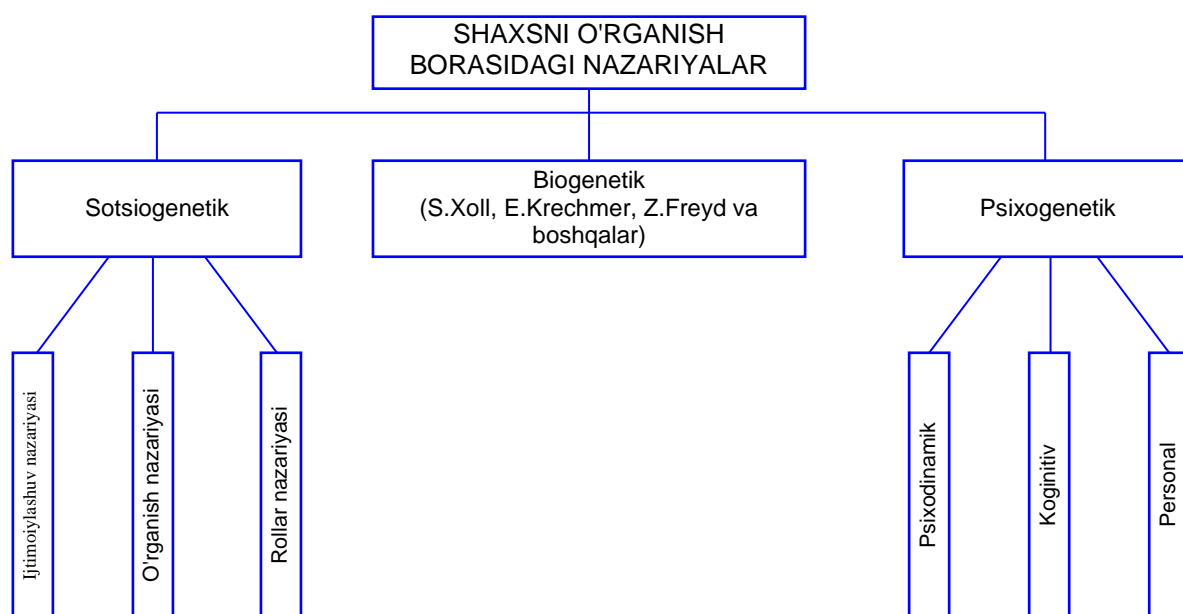 SHAXSNI O'RGANISH
BORASIDAGI NAZARIYALAR
Sotsiogenetik
Biogenetik
(S.Xoll, E.Krechmer, Z.Freyd va
boshqalar)
Psixogenetik
Ijtimoiylashuv nazariyasi
O'rganish nazariyasi
Rollar nazariyasi
Psixodinamik
Koginitiv
Personal